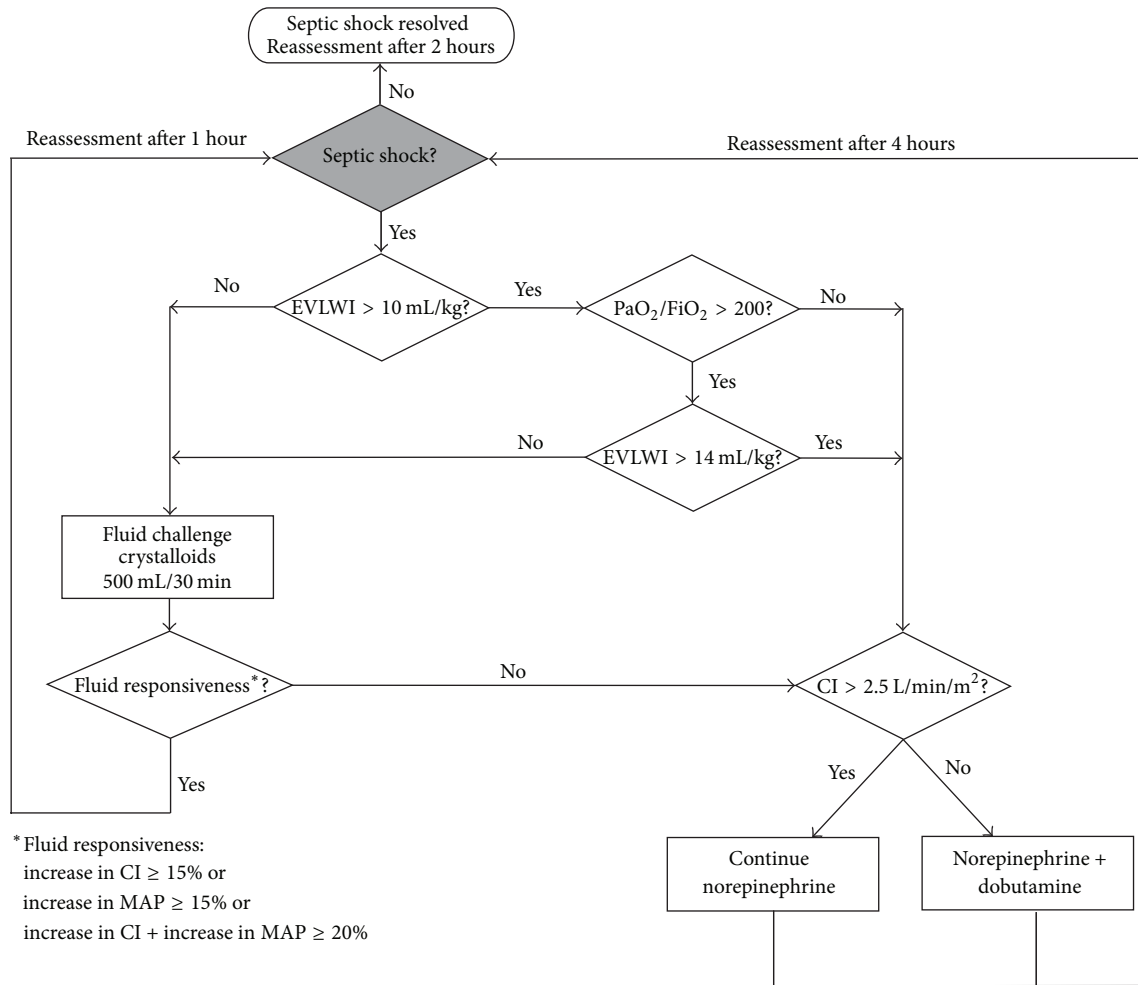 Septic shock resolved
Reassessment after 2 hours
No
Reassessment after 1 hour
Septic shock?
Reassessment after 4 hours
Yes
No
EVLWI > 10 mL/kg?
Yes
PaO₂/FiO₂ > 200?
No
Yes
No
EVLWI > 14 mL/kg?
Yes
Fluid challenge
crystalloids
500 mL/30 min
Fluid responsiveness*?
No
CI > 2.5 L/min/m²?
Yes
Yes
No
*Fluid responsiveness:
increase in CI ≥ 15% or
increase in MAP ≥ 15% or
increase in CI + increase in MAP ≥ 20%
Continue
norepinephrine
Norepinephrine +
dobutamine